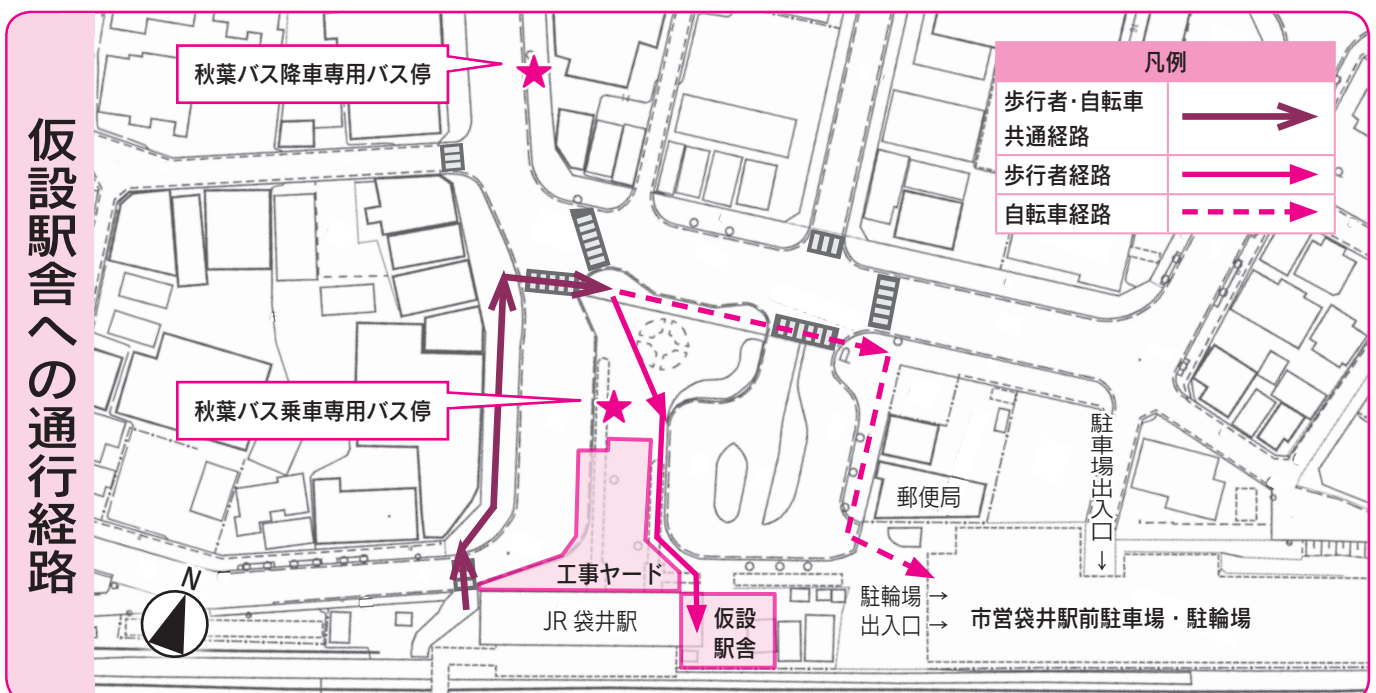 仮設駅舎への通行経路
秋葉バス降車専用バス停
凡例
歩行者･自転車
共通経路
歩行者経路
自転車経路
秋葉バス乗車専用バス停
P
駐車場出入口→
郵便局
N
工事ヤード
JR 袋井駅
仮設
駅舎
駐輪場→
出入口→
市営袋井駅前駐車場・駐輪場